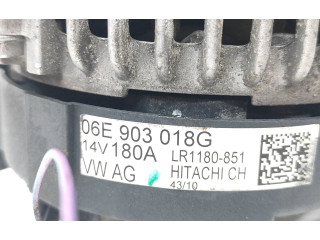 06E 903 018G
14V180A LR1180-851
VW AG HITACHI CH
43/10